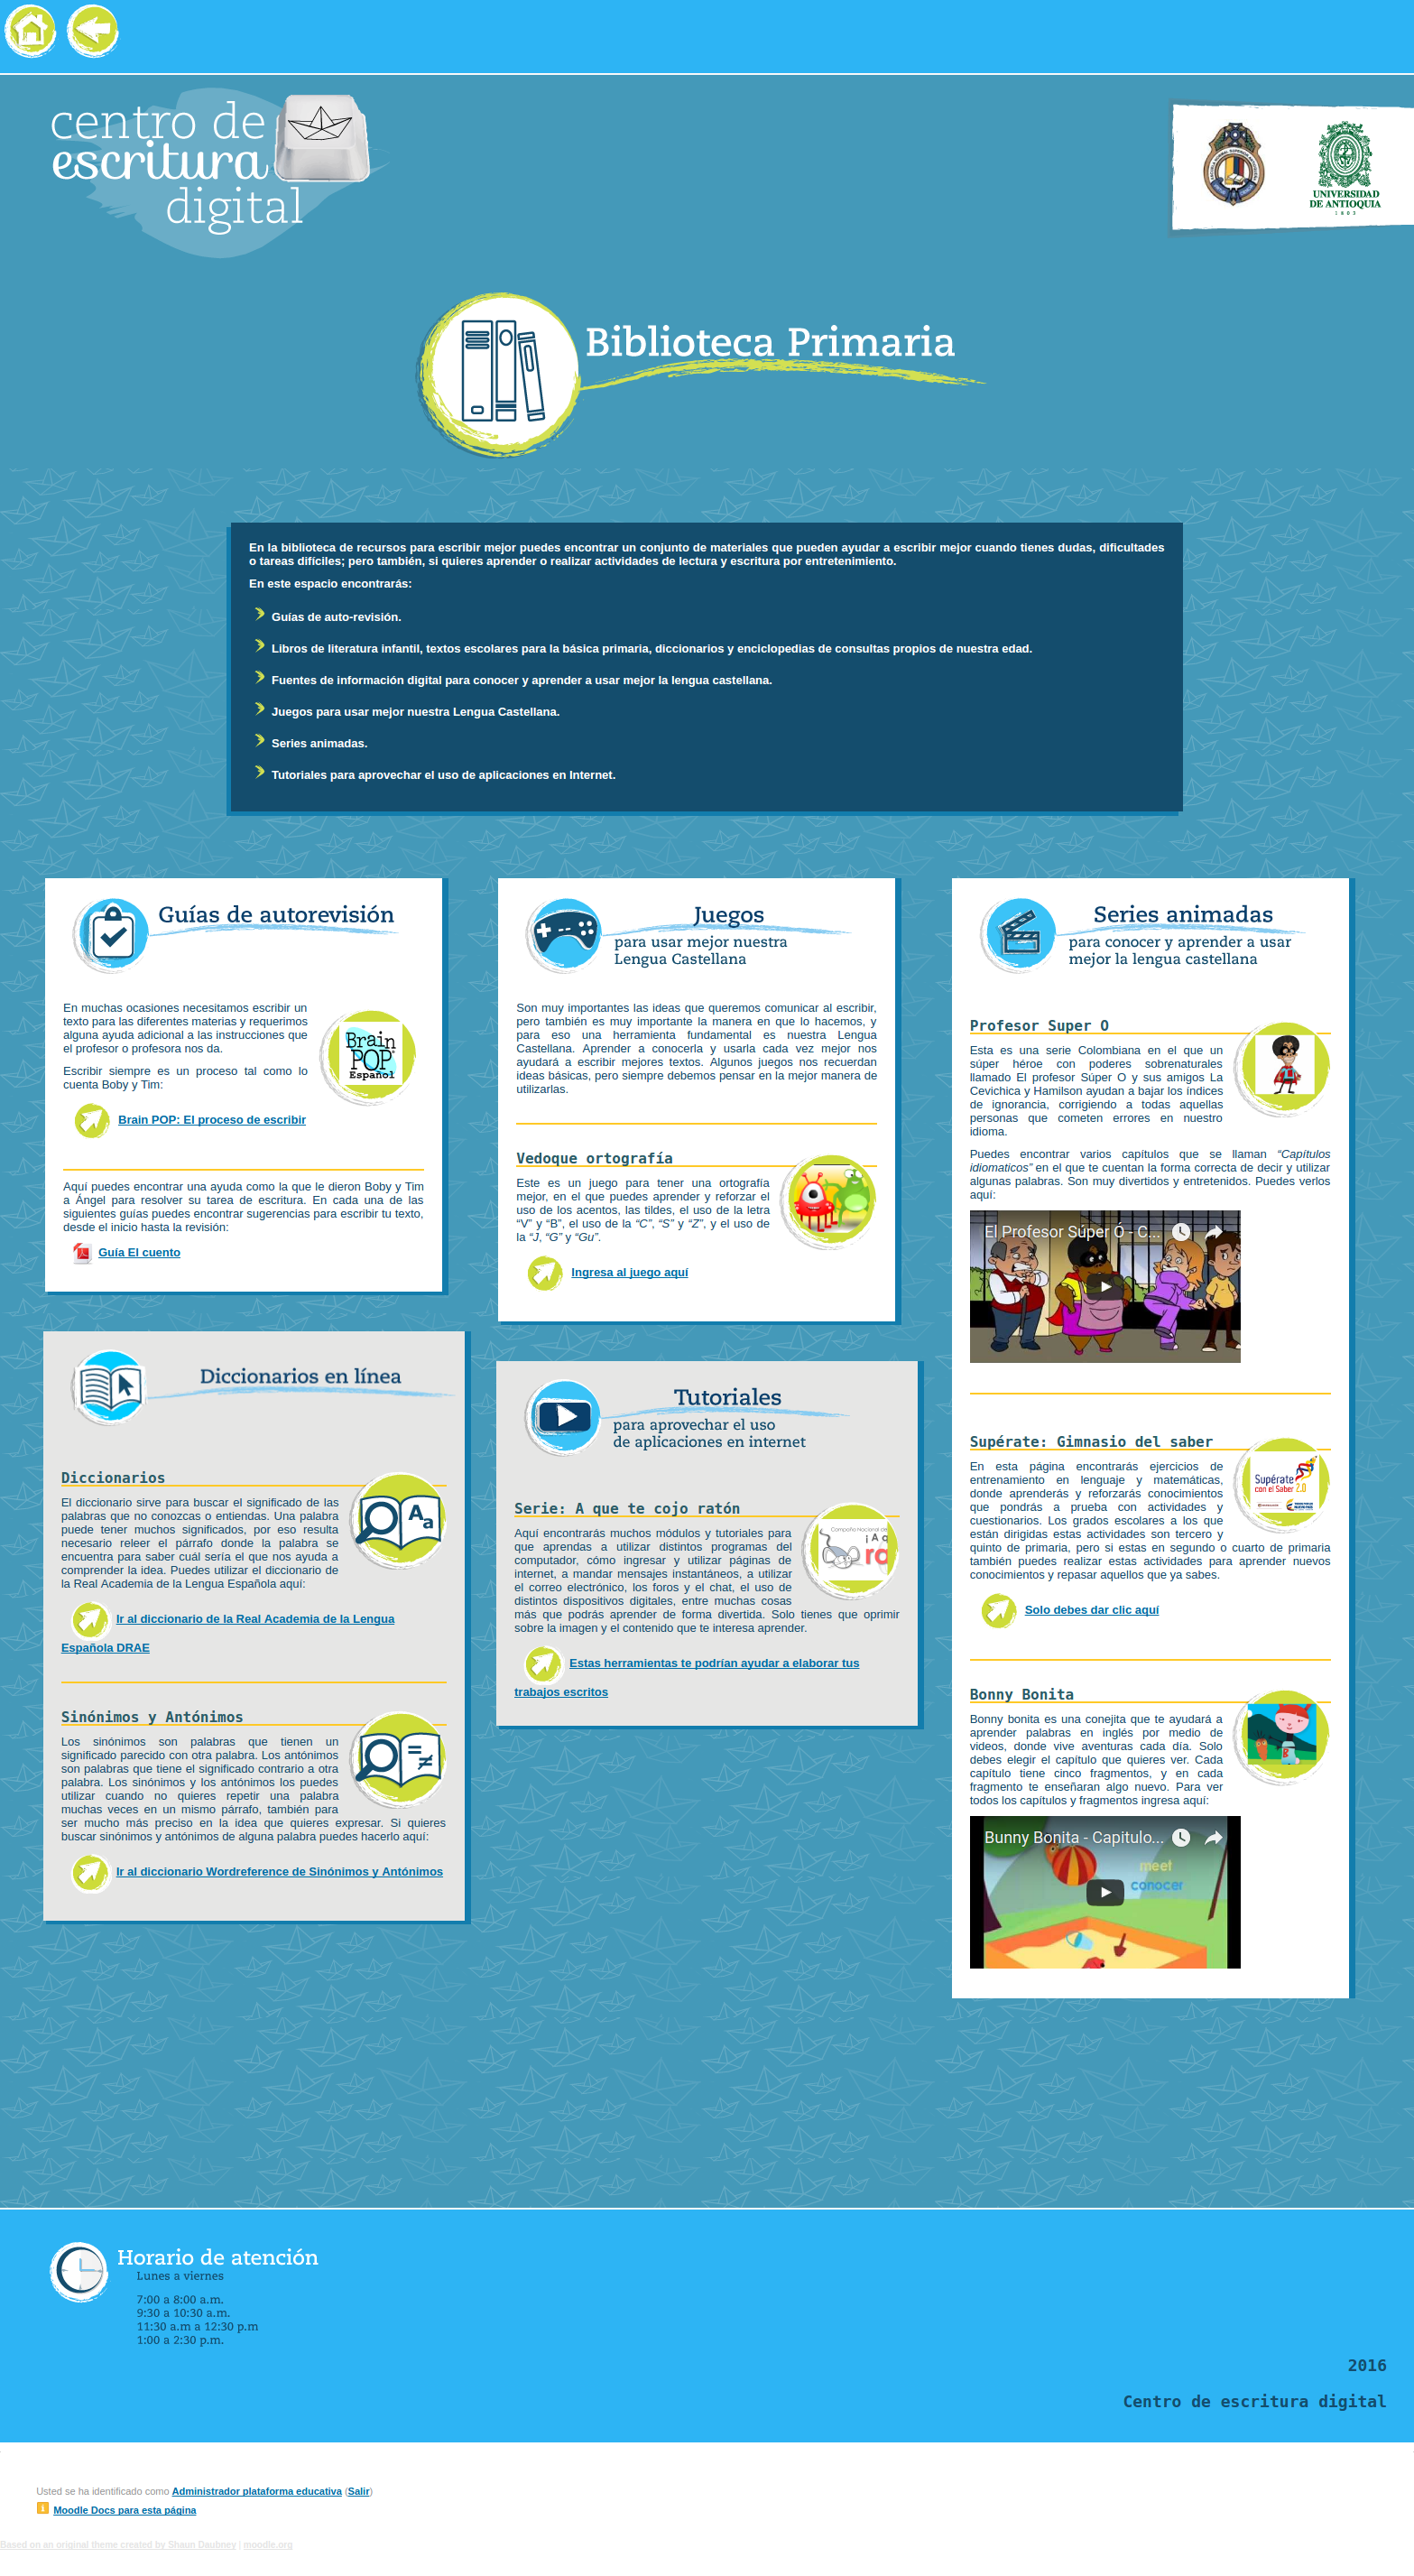 centro de
escritura
digital
UNIVERSIDAD
DE ANTIOQUIA
1803
Biblioteca Primaria
En la biblioteca de recursos para escribir mejor puedes encontrar un conjunto de materiales que pueden ayudar a escribir mejor cuando tienes dudas, dificultades
o tareas difíciles; pero también, si quieres aprender o realizar actividades de lectura y escritura por entretenimiento.
En este espacio encontrarás:
Guías de auto-revisión.
Libros de literatura infantil, textos escolares para la básica primaria, diccionarios y enciclopedias de consultas propios de nuestra edad.
Fuentes de información digital para conocer y aprender a usar mejor la lengua castellana.
Juegos para usar mejor nuestra Lengua Castellana.
Series animadas.
Tutoriales para aprovechar el uso de aplicaciones en Internet.
Guías de autorevisión
En muchas ocasiones necesitamos escribir un
texto para las diferentes materias y requerimos
alguna ayuda adicional a las instrucciones que
el profesor o profesora nos da.
Escribir siempre es un proceso tal como lo
cuenta Boby y Tim:
Brain
POP
Español
Brain POP: El proceso de escribir
Aquí puedes encontrar una ayuda como la que le dieron Boby y Tim
a Ángel para resolver su tarea de escritura. En cada una de las
siguientes guías puedes encontrar sugerencias para escribir tu texto,
desde el inicio hasta la revisión:
Guía El cuento
Diccionarios en línea
Diccionarios
El diccionario sirve para buscar el significado de las
palabras que no conozcas o entiendas. Una palabra
puede tener muchos significados, por eso resulta
necesario releer el párrafo donde la palabra se
encuentra para saber cuál sería el que nos ayuda a
comprender la idea. Puedes utilizar el diccionario de
la Real Academia de la Lengua Española aquí:
Aa
Ir al diccionario de la Real Academia de la Lengua
Española DRAE
Sinónimos y Antónimos
Los sinónimos son palabras que tienen un
significado parecido con otra palabra. Los antónimos
son palabras que tiene el significado contrario a otra
palabra. Los sinónimos y los antónimos los puedes
utilizar cuando no quieres repetir una palabra
muchas veces en un mismo párrafo, también para
ser mucho más preciso en la idea que quieres expresar. Si quieres
buscar sinónimos y antónimos de alguna palabra puedes hacerlo aquí:
= ≠
Ir al diccionario Wordreference de Sinónimos y Antónimos
Juegos
para usar mejor nuestra
Lengua Castellana
Son muy importantes las ideas que queremos comunicar al escribir,
pero también es muy importante la manera en que lo hacemos, y
para eso una herramienta fundamental es nuestra Lengua
Castellana. Aprender a conocerla y usarla cada vez mejor nos
ayudará a escribir mejores textos. Algunos juegos nos recuerdan
ideas básicas, pero siempre debemos pensar en la mejor manera de
utilizarlas.
Vedoque ortografía
Este es un juego para tener una ortografía
mejor, en el que puedes aprender y reforzar el
uso de los acentos, las tildes, el uso de la letra
“V” y “B”, el uso de la “C”, “S” y “Z”, y el uso de
la “J, “G” y “Gu”.
Ingresa al juego aquí
Tutoriales
para aprovechar el uso
de aplicaciones en internet
Serie: A que te cojo ratón
Aquí encontrarás muchos módulos y tutoriales para
que aprendas a utilizar distintos programas del
computador, cómo ingresar y utilizar páginas de
internet, a mandar mensajes instantáneos, a utilizar
el correo electrónico, los foros y el chat, el uso de
distintos dispositivos digitales, entre muchas cosas
más que podrás aprender de forma divertida. Solo tienes que oprimir
sobre la imagen y el contenido que te interesa aprender.
¡A q
Estas herramientas te podrían ayudar a elaborar tus
trabajos escritos
Series animadas
para conocer y aprender a usar
mejor la lengua castellana
Profesor Super O
Esta es una serie Colombiana en el que un
súper héroe con poderes sobrenaturales
llamado El profesor Súper O y sus amigos La
Cevichica y Hamilson ayudan a bajar los índices
de ignorancia, corrigiendo a todas aquellas
personas que cometen errores en nuestro
idioma.
Puedes encontrar varios capítulos que se llaman “Capítulos
idiomaticos” en el que te cuentan la forma correcta de decir y utilizar
algunas palabras. Son muy divertidos y entretenidos. Puedes verlos
aquí:
El Profesor Súper Ó - C...
Supérate: Gimnasio del saber
En esta página encontrarás ejercicios de
entrenamiento en lenguaje y matemáticas,
donde aprenderás y reforzarás conocimientos
que pondrás a prueba con actividades y
cuestionarios. Los grados escolares a los que
están dirigidas estas actividades son tercero y
quinto de primaria, pero si estas en segundo o cuarto de primaria
también puedes realizar estas actividades para aprender nuevos
conocimientos y repasar aquellos que ya sabes.
Supérate
con el Saber 2.0
Solo debes dar clic aquí
Bonny Bonita
Bonny bonita es una conejita que te ayudará a
aprender palabras en inglés por medio de
videos, donde vive aventuras cada día. Solo
debes elegir el capítulo que quieres ver. Cada
capítulo tiene cinco fragmentos, y en cada
fragmento te enseñaran algo nuevo. Para ver
todos los capítulos y fragmentos ingresa aquí:
Bunny Bonita - Capitulo...
meet
conocer
Horario de atención
Lunes a viernes
7:00 a 8:00 a.m.
9:30 a 10:30 a.m.
11:30 a.m a 12:30 p.m
1:00 a 2:30 p.m.
2016
Centro de escritura digital
Usted se ha identificado como Administrador plataforma educativa (Salir)
Moodle Docs para esta página
Based on an original theme created by Shaun Daubney | moodle.org